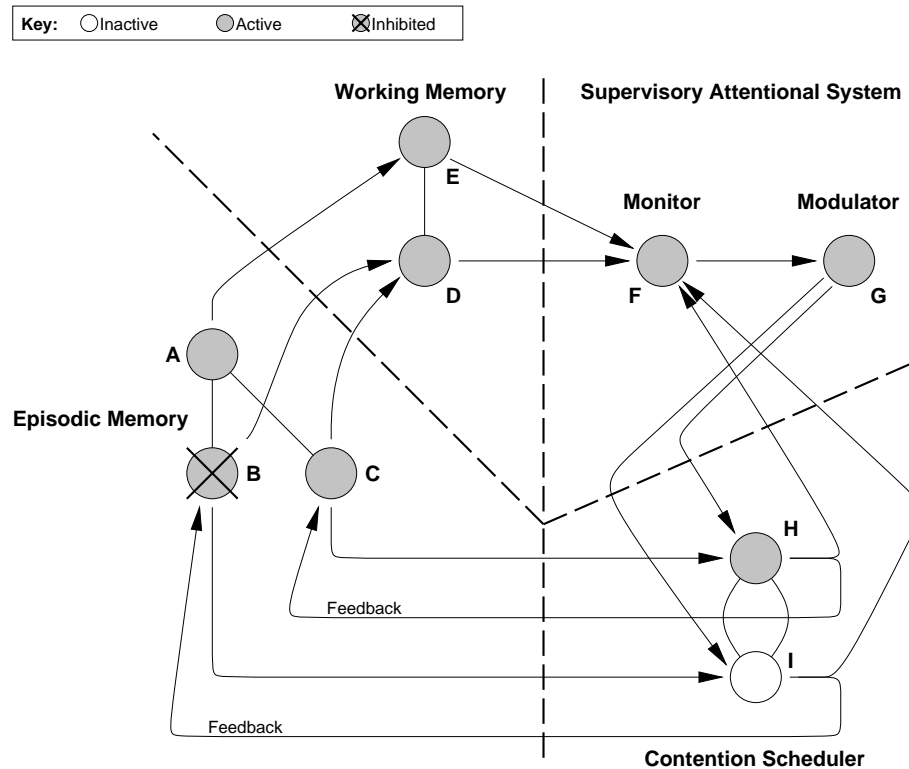 Key: Inactive Active Inhibited
Working Memory Supervisory Attentional System
E
Monitor Modulator
D F G
A
Episodic Memory
B C
H
Feedback
I
Feedback
Contention Scheduler